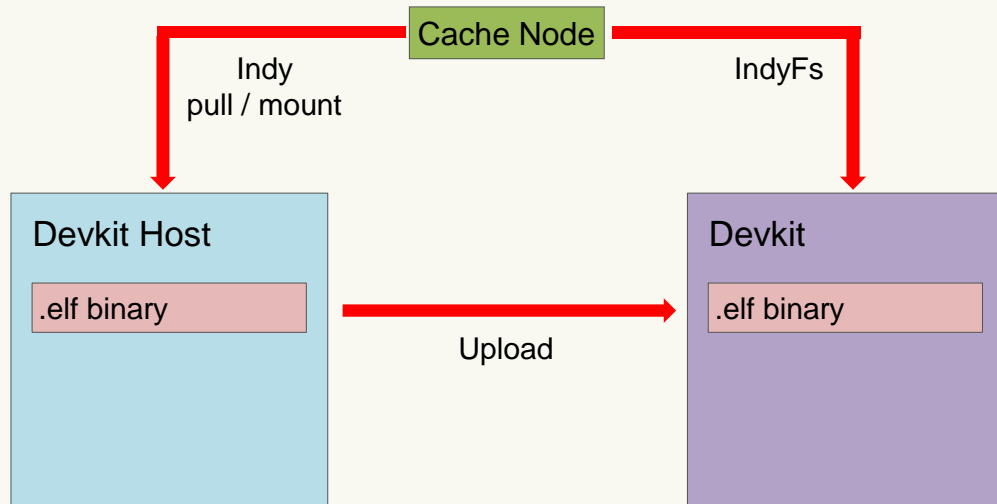 Cache Node
Indy
pull / mount
IndyFs
Devkit Host
Devkit
.elf binary
.elf binary
Upload